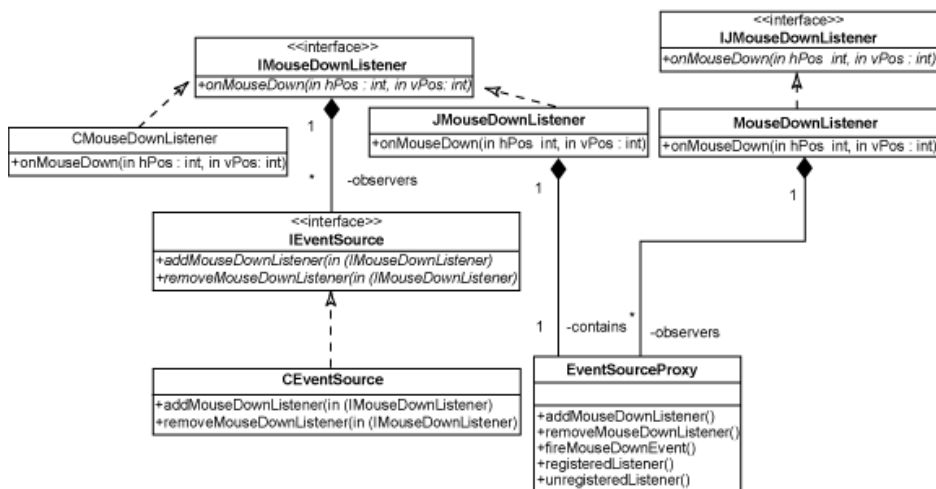 <<interface>>
IMouseDownListener
+onMouseDown(in hPos : int, in vPos: int)
<<interface>>
IJMouseDownListener
+onMouseDown(in hPos int, in vPos : int)
CMouseDownListener
+onMouseDown(in hPos : int, in vPos: int)
JMouseDownListener
+onMouseDown(in hPos int, in vPos : int)
MouseDownListener
+onMouseDown(in hPos int, in vPos : int)
1
* -observers
1
1
<<interface>>
IEventSource
+addMouseDownListener(in (IMouseDownListener)
+removeMouseDownListener(in (IMouseDownListener)
1 -contains
* -observers
CEventSource
+addMouseDownListener(in (IMouseDownListener)
+removeMouseDownListener(in (IMouseDownListener)
EventSourceProxy
+addMouseDownListener()
+removeMouseDownListener()
+fireMouseDownEvent()
+registeredListener()
+unregisteredListener()